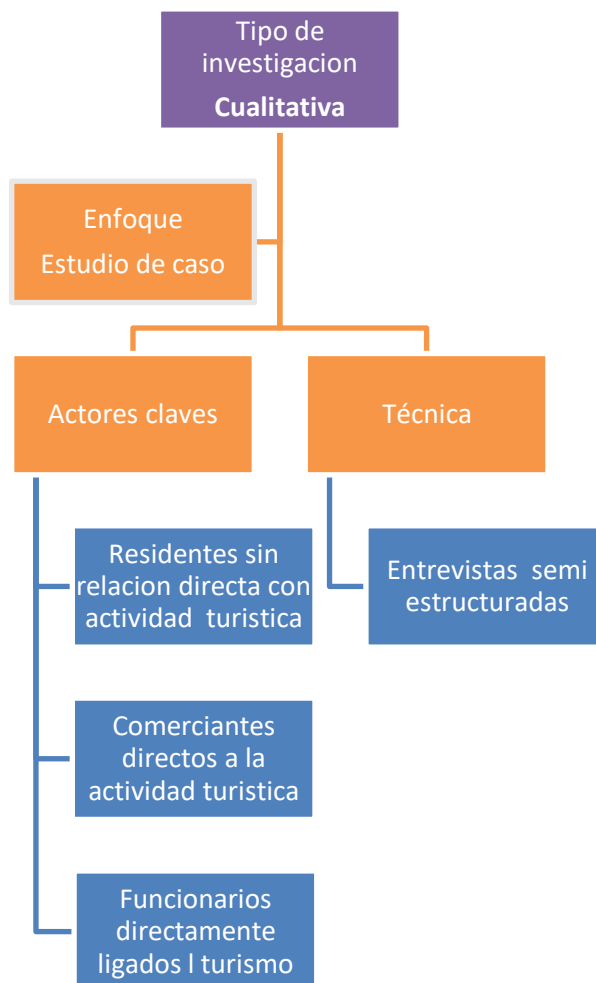 Tipo de
investigacion
Cualitativa
Enfoque
Estudio de caso
Actores claves
Técnica
Residentes sin
relacion directa con
actividad turistica
Entrevistas semi
estructuradas
Comerciantes
directos a la
actividad turistica
Funcionarios
directamente
ligados l turismo